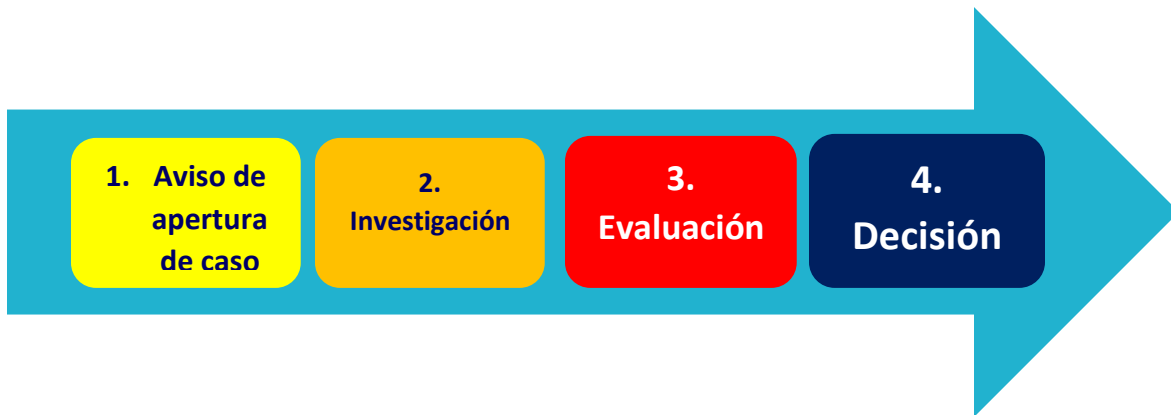 1. Aviso de
apertura
de caso
2.
Investigación
3.
Evaluación
4.
Decisión